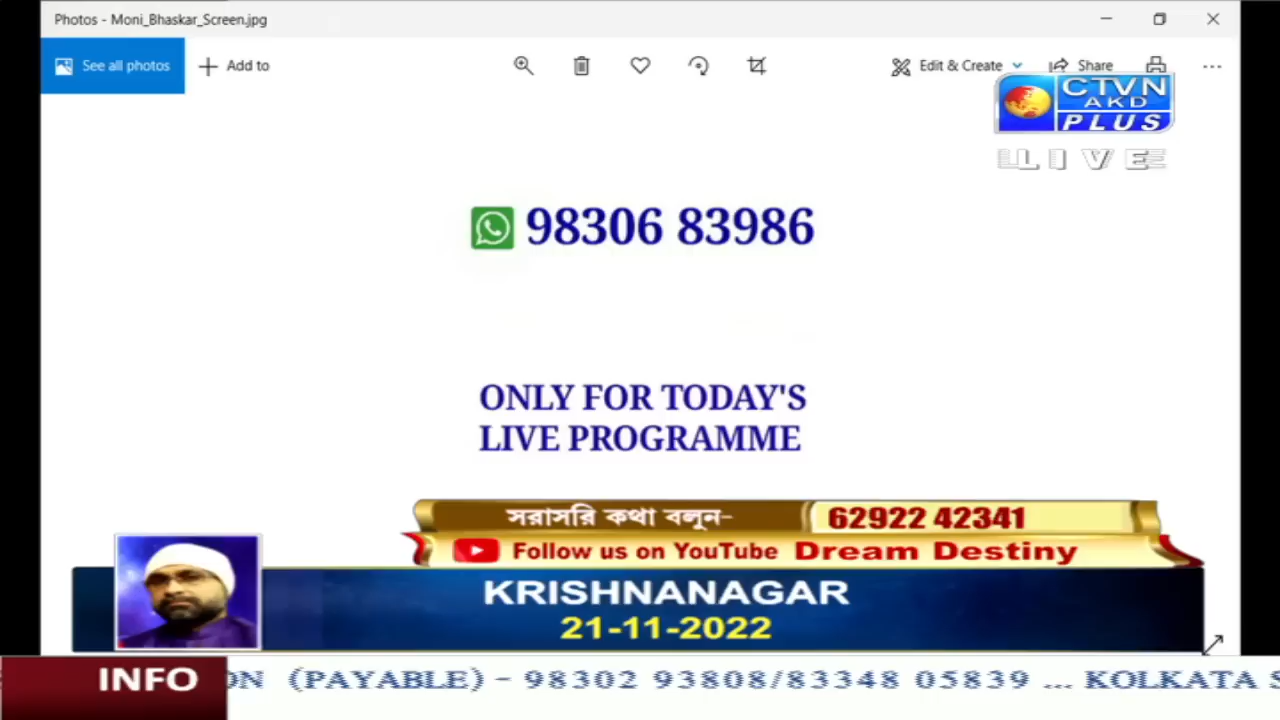 Photos - Moni_Bhaskar_Screen.jpg
See all photos
Add to
Edit & Create
Share
CTVN
AKD
PLUS
LIVE
98306 83986
ONLY FOR TODAY'S
LIVE PROGRAMME
সরাসরি কথা বলুন- 62922 42341
Follow us on YouTube Dream Destiny
KRISHNANAGAR
21-11-2022
INFO ON (PAYABLE) - 98302 93808/83348 05839 ... KOLKATA S